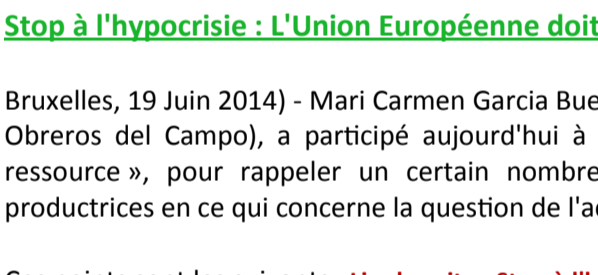 Stop à l'hypocrisie : L'Union Européenne doit
Bruxelles, 19 Juin 2014) - Mari Carmen Garcia Bue
Obreros del Campo), a participé aujourd'hui à
ressource », pour rappeler un certain nombre
productrices en ce qui concerne la question de l'a